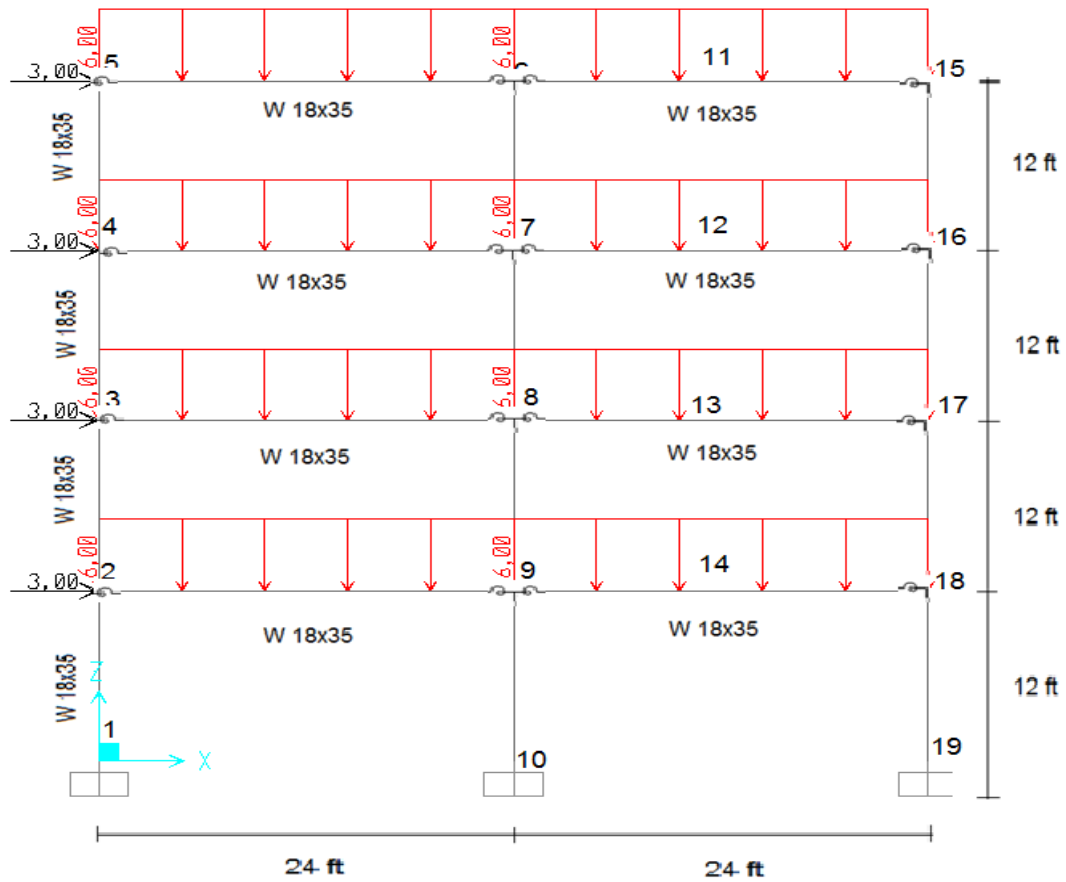 6,00 6,00
3,00 5 11 15
W 18x35 W 18x35
W 18x35 12 ft
6,00 6,00
3,00 4 7 12 16
W 18x35 W 18x35
W 18x35 12 ft
6,00 6,00
3,00 3 8 13 17
W 18x35 W 18x35
W 18x35 12 ft
6,00 6,00
3,00 2 9 14 18
W 18x35 W 18x35
W 18x35 12 ft
Z
1 X 10 19
24 ft 24 ft